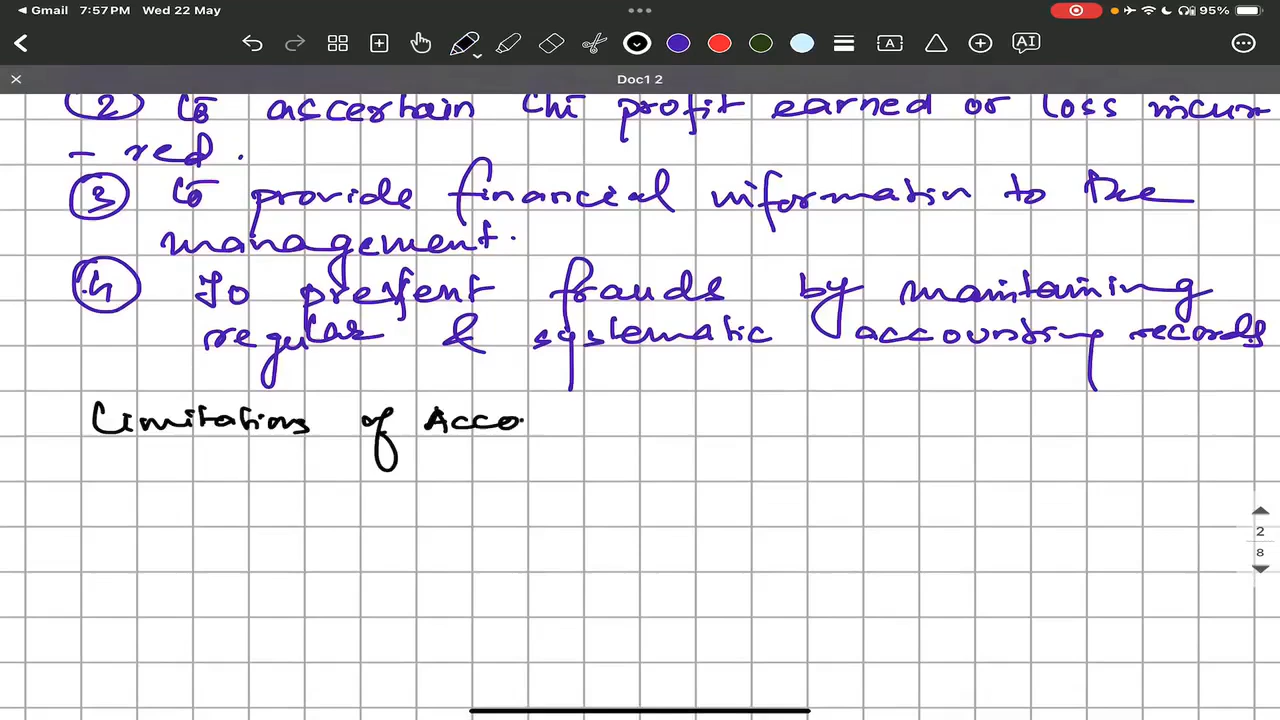 Gmail 7:57 PM Wed 22 May 95%
A AI
Doc1 2
(2) To ascertain the profit earned or loss incur
- red.
(3) To provide financial information to the
management.
(4) To present frauds by maintaining
regular & systematic accounting records
Limitations of Acco
2
8